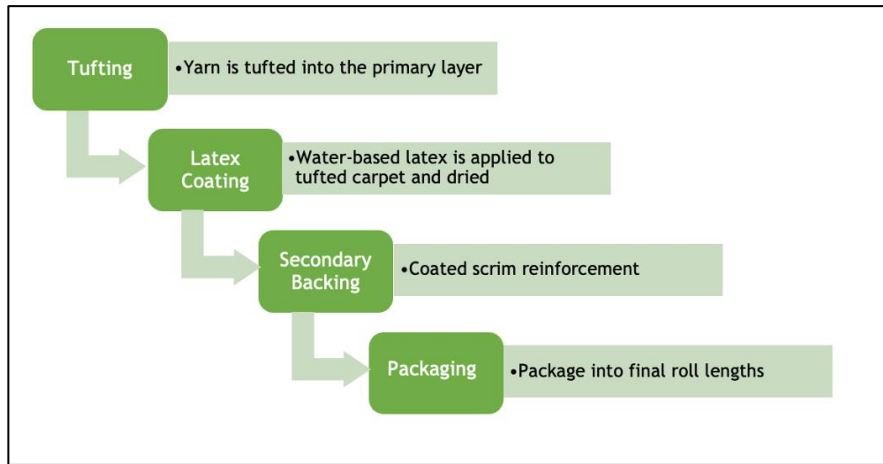 Tufting
•Yarn is tufted into the primary layer
Latex
Coating
•Water-based latex is applied to
tufted carpet and dried
Secondary
Backing
•Coated scrim reinforcement
Packaging
•Package into final roll lengths